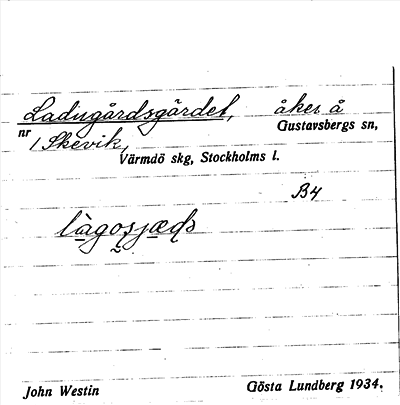 Ladugårdsgärdet, åker å
nr 1 Skevik, Gustavsbergs sn,
Värmdö skg, Stockholms l.
B4
John Westin Gösta Lundberg 1934.